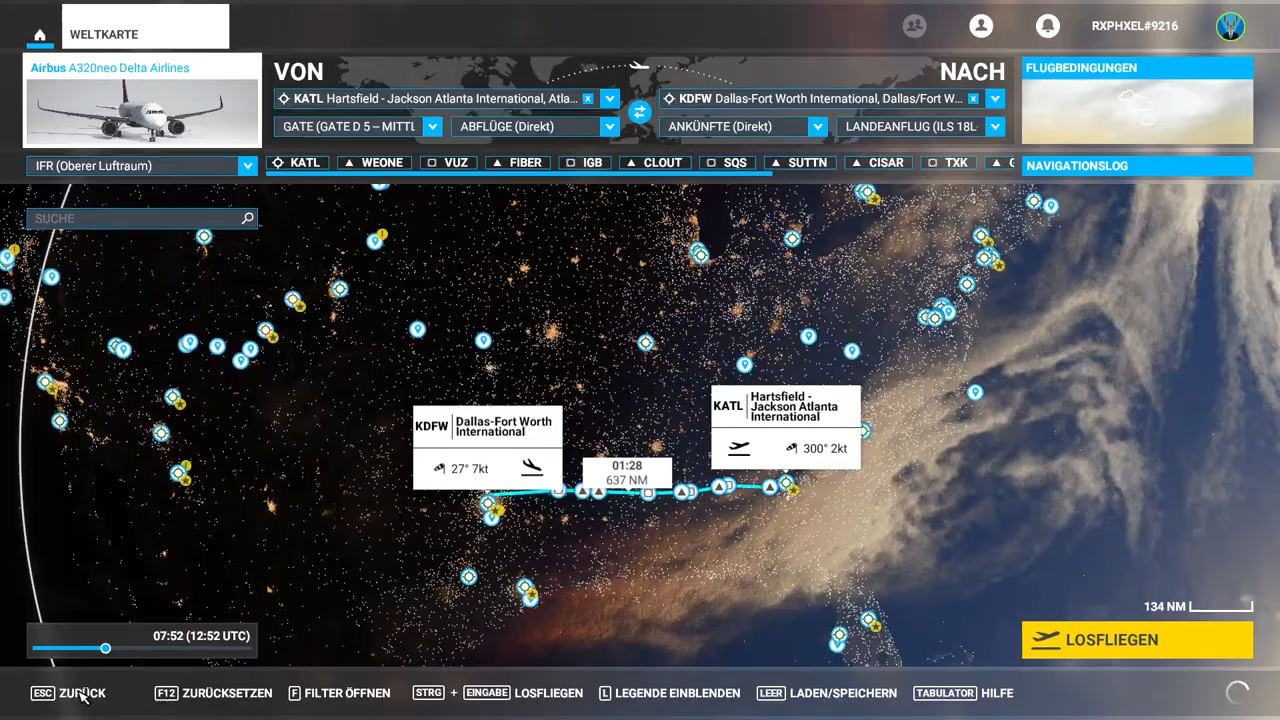 WELTKARTE
RXPHXEL#9216
Airbus A320neo Delta Airlines
VON
NACH
KATL Hartsfield - Jackson Atlanta International, Atla...
KDFW Dallas-Fort Worth International, Dallas/Fort W...
GATE (GATE D 5 – MITTL
ABFLÜGE (Direkt)
ANKÜNFTE (Direkt)
LANDEANFLUG (ILS 18L
FLUGBEDINGUNGEN
IFR (Oberer Luftraum)
KATL WEONE VUZ FIBER IGB CLOUT SQS SUTTN CISAR TXK
NAVIGATIONSLOG
SUCHE
KATL
Hartsfield -
Jackson Atlanta
International
300° 2kt
KDFW
Dallas-Fort Worth
International
27° 7kt
01:28
637 NM
134 NM
07:52 (12:52 UTC)
LOSFLIEGEN
ESC ZURÜCK
F12 ZURÜCKSETZEN
F FILTER ÖFFNEN
STRG + EINGABE LOSFLIEGEN
L LEGENDE EINBLENDEN
LEER LADEN/SPEICHERN
TABULATOR HILFE